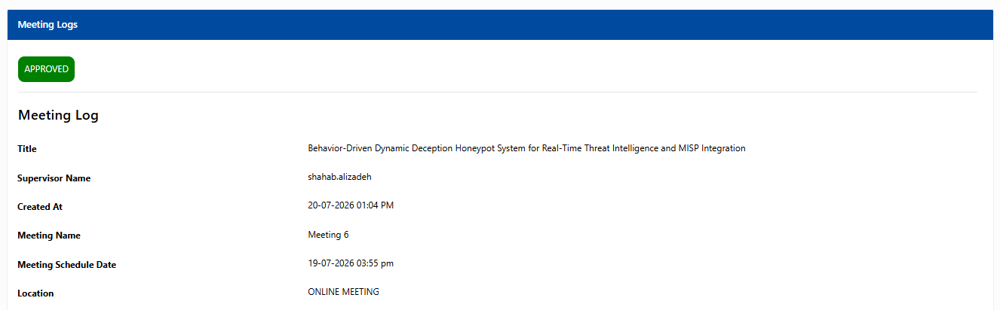 Meeting Logs
APPROVED
Meeting Log
Title Behavior-Driven Dynamic Deception Honeypot System for Real-Time Threat Intelligence and MISP Integration
Supervisor Name shahab.alizadeh
Created At 20-07-2026 01:04 PM
Meeting Name Meeting 6
Meeting Schedule Date 19-07-2026 03:55 pm
Location ONLINE MEETING